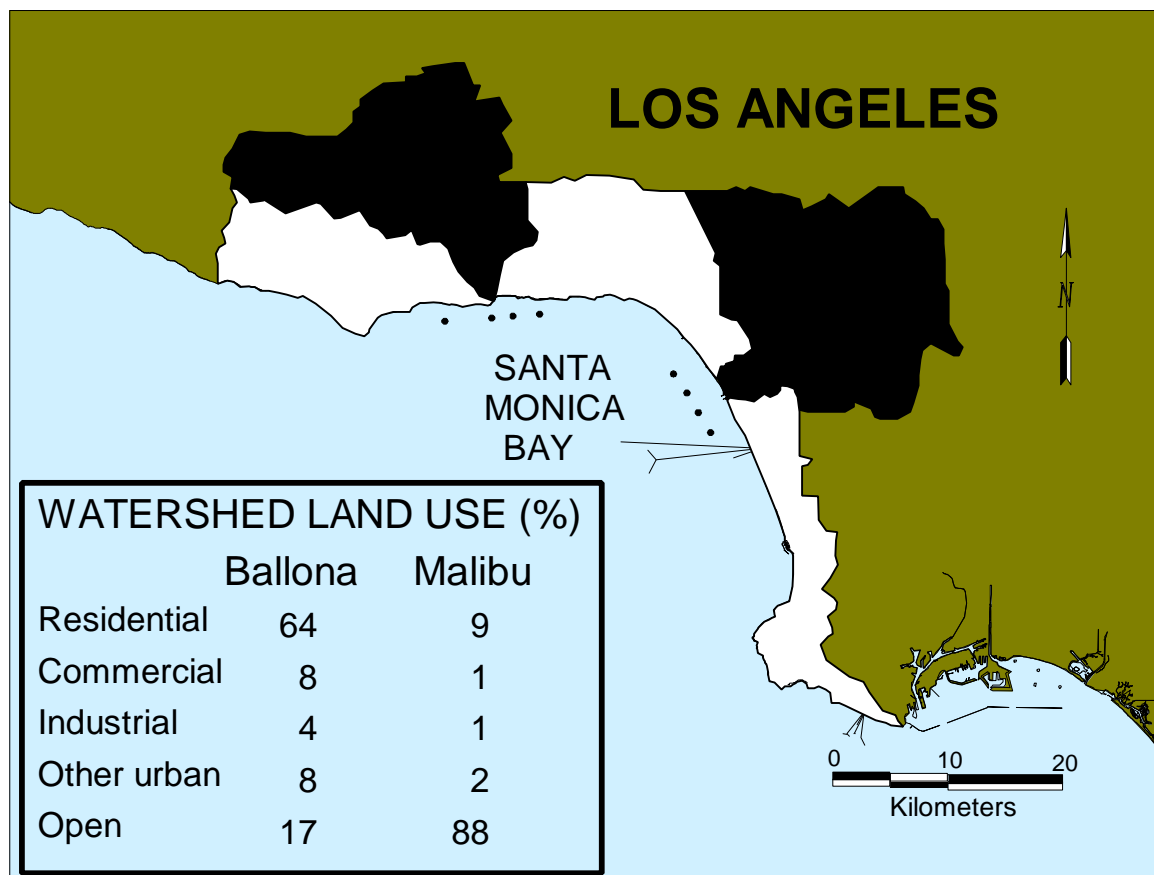 LOS ANGELES
N
SANTA
MONICA
BAY
WATERSHED LAND USE (%)
Ballona Malibu
Residential 64 9
Commercial 8 1
Industrial 4 1
Other urban 8 2
Open 17 88
0 10 20
Kilometers